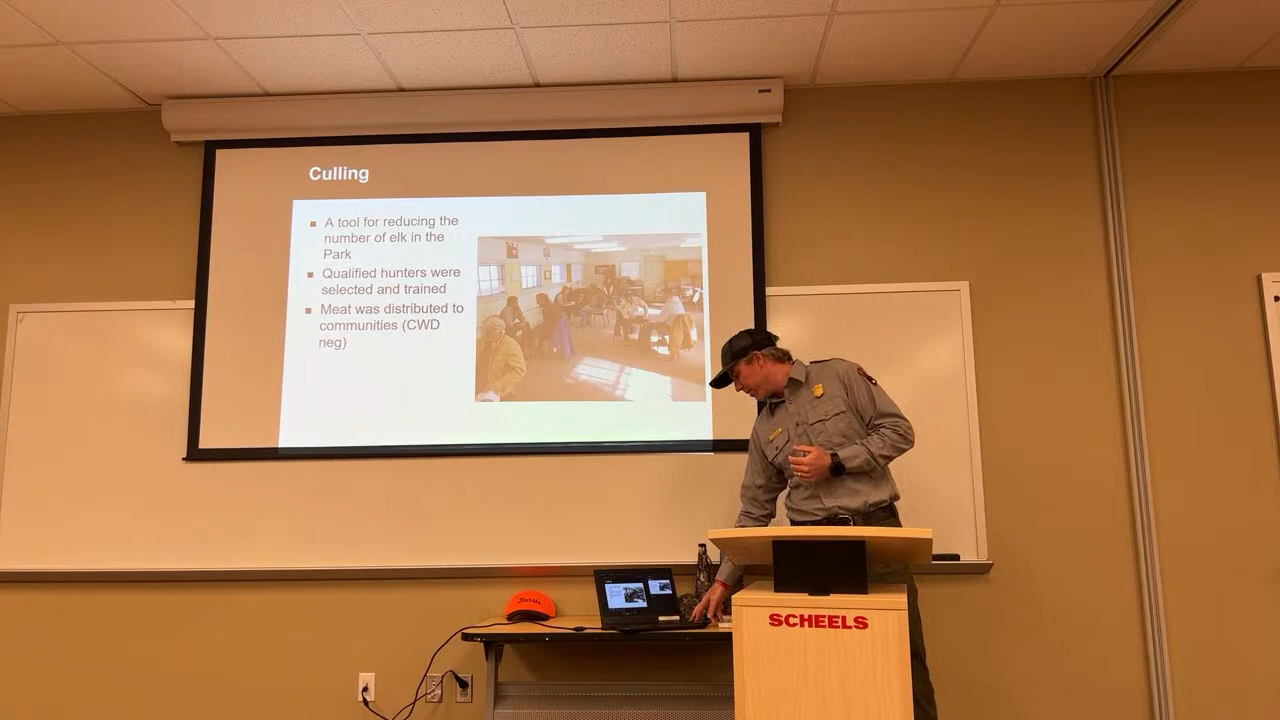 Culling
▪ A tool for reducing the
number of elk in the
Park
▪ Qualified hunters were
selected and trained
▪ Meat was distributed to
communities (CWD
neg)
SCHEELS